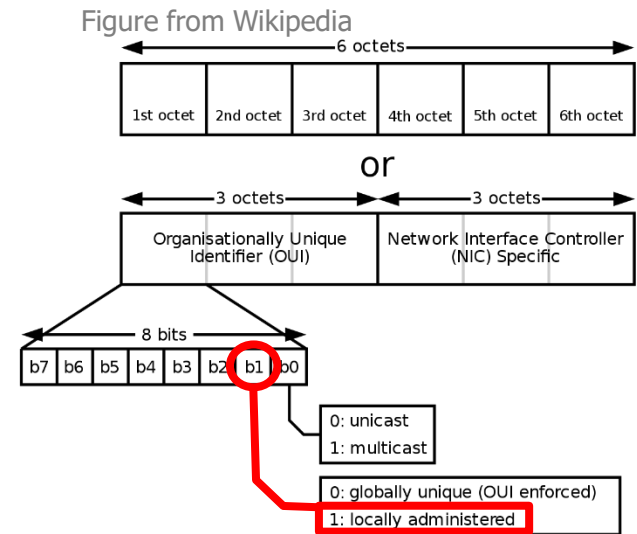 Figure from Wikipedia
6 octets
1st octet 2nd octet 3rd octet 4th octet 5th octet 6th octet
or
3 octets 3 octets
Organisationally Unique
Identifier (OUI)
Network Interface Controller
(NIC) Specific
8 bits
b7 b6 b5 b4 b3 b2 b1 b0
0: unicast
1: multicast
0: globally unique (OUI enforced)
1: locally administered